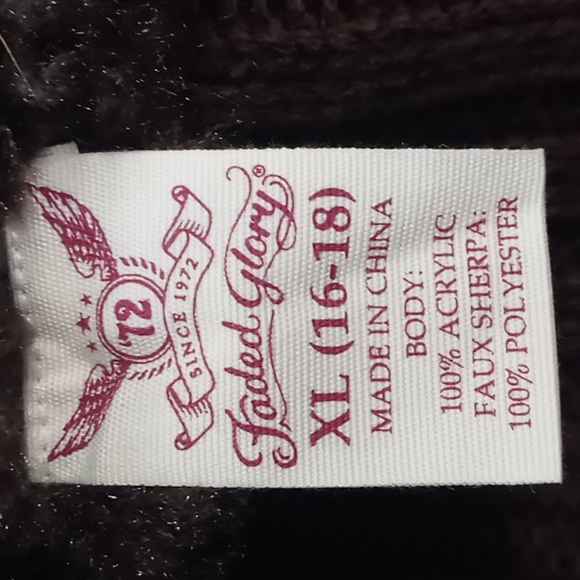 72
SINCE 1972
Faded Glory®
XL (16-18)
MADE IN CHINA
BODY:
100% ACRYLIC
FAUX SHERPA:
100% POLYESTER